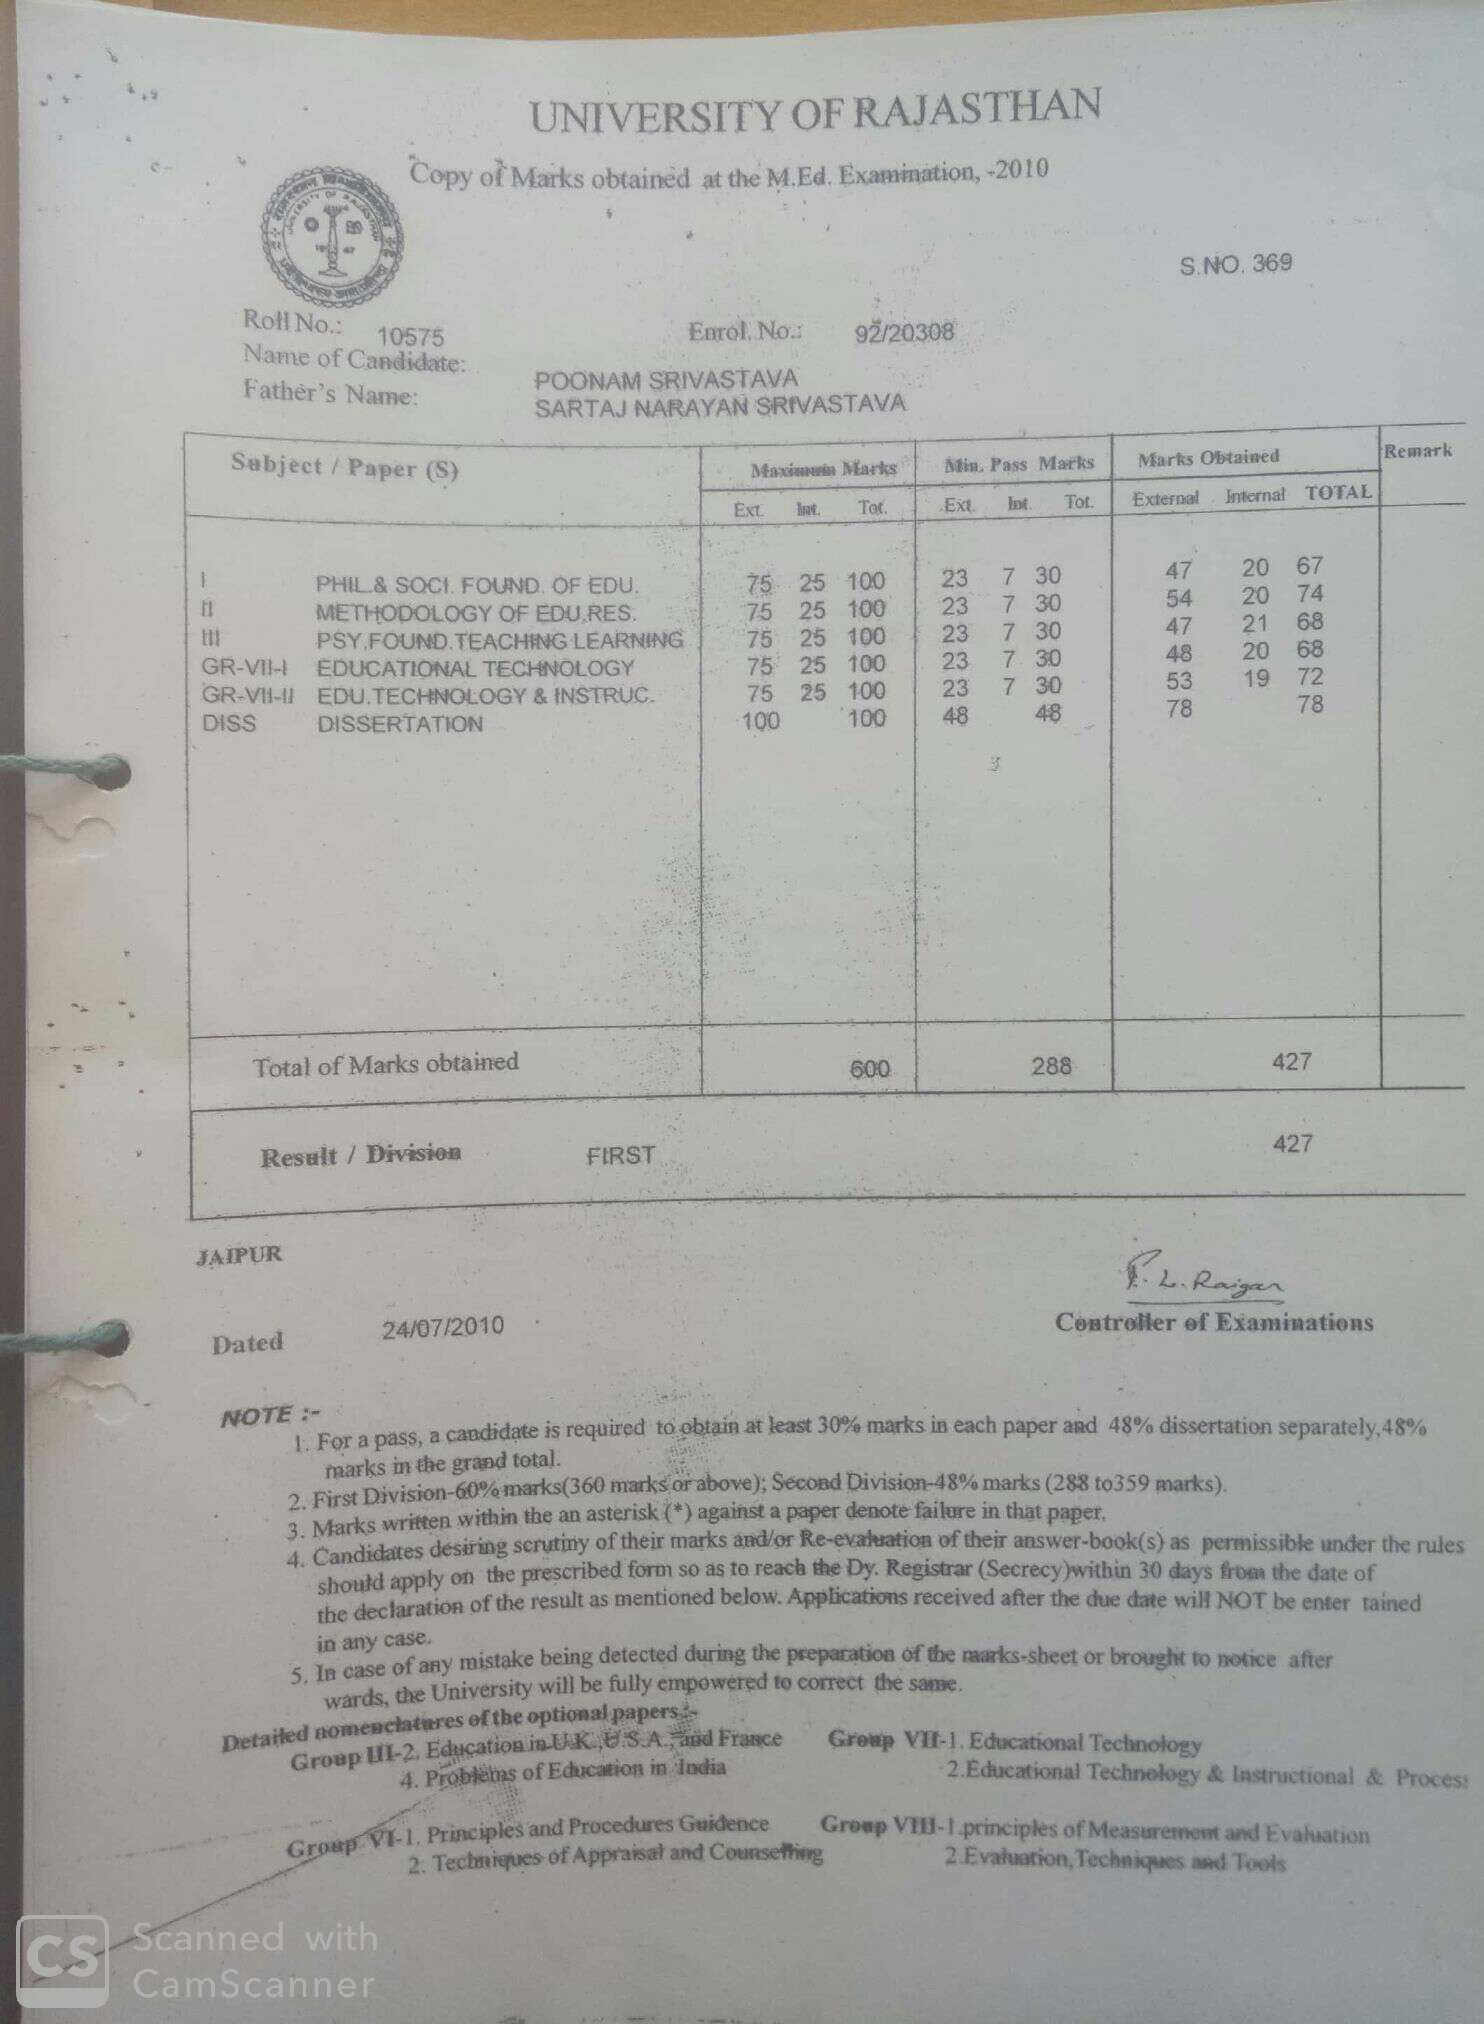 UNIVERSITY OF RAJASTHAN
Copy of Marks obtained at the M.Ed. Examination, -2010
UNIVERSITY OF RAJASTHAN
S.NO. 369
Roll No.: 10575 Enrol. No.: 92/20308
Name of Candidate: POONAM SRIVASTAVA
Father's Name: SARTAJ NARAYAN SRIVASTAVA
Subject / Paper (S) Maximum Marks Min. Pass Marks Marks Obtained Remark
Ext. Int. Tot. Ext. Int. Tot. External Internal TOTAL
I PHIL.& SOCI. FOUND. OF EDU. 75 25 100 23 7 30 47 20 67
II METHODOLOGY OF EDU.RES. 75 25 100 23 7 30 54 20 74
III PSY.FOUND.TEACHING LEARNING 75 25 100 23 7 30 47 21 68
GR-VII-I EDUCATIONAL TECHNOLOGY 75 25 100 23 7 30 48 20 68
GR-VII-II EDU.TECHNOLOGY & INSTRUC. 75 25 100 23 7 30 53 19 72
DISS DISSERTATION 100 100 48 48 78 78
Total of Marks obtained 600 288 427
Result / Division FIRST 427
JAIPUR
P. L. Raigar
Controller of Examinations
Dated 24/07/2010
NOTE :-
1. For a pass, a candidate is required to obtain at least 30% marks in each paper and 48% dissertation separately,48%
marks in the grand total.
2. First Division-60% marks(360 marks or above); Second Division-48% marks (288 to359 marks).
3. Marks written within the an asterisk (*) against a paper denote failure in that paper.
4. Candidates desiring scrutiny of their marks and/or Re-evaluation of their answer-book(s) as permissible under the rules
should apply on the prescribed form so as to reach the Dy. Registrar (Secrecy)within 30 days from the date of
the declaration of the result as mentioned below. Applications received after the due date will NOT be enter tained
in any case.
5. In case of any mistake being detected during the preparation of the marks-sheet or brought to notice after
wards, the University will be fully empowered to correct the same.
Detailed nomenclatures of the optional papers:-
Group III-2. Education in U.K.,U.S.A., and France Group VII-1. Educational Technology
4. Problems of Education in India 2.Educational Technology & Instructional & Proces:
Group VI-1. Principles and Procedures Guidence Group VIII-1.principles of Measurement and Evaluation
2. Techniques of Appraisal and Counselling 2.Evaluation,Techniques and Tools
CS Scanned with
CamScanner